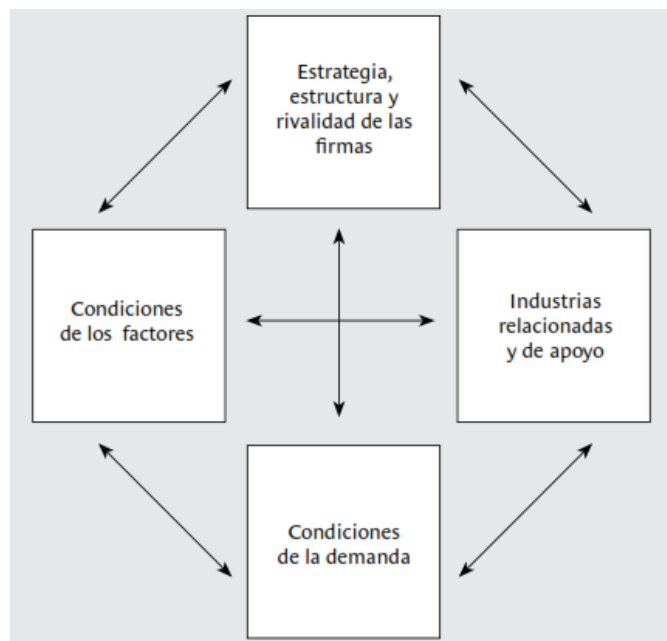 Estrategia,
estructura y
rivalidad de las
firmas
Condiciones
de los factores
Industrias
relacionadas
y de apoyo
Condiciones
de la demanda